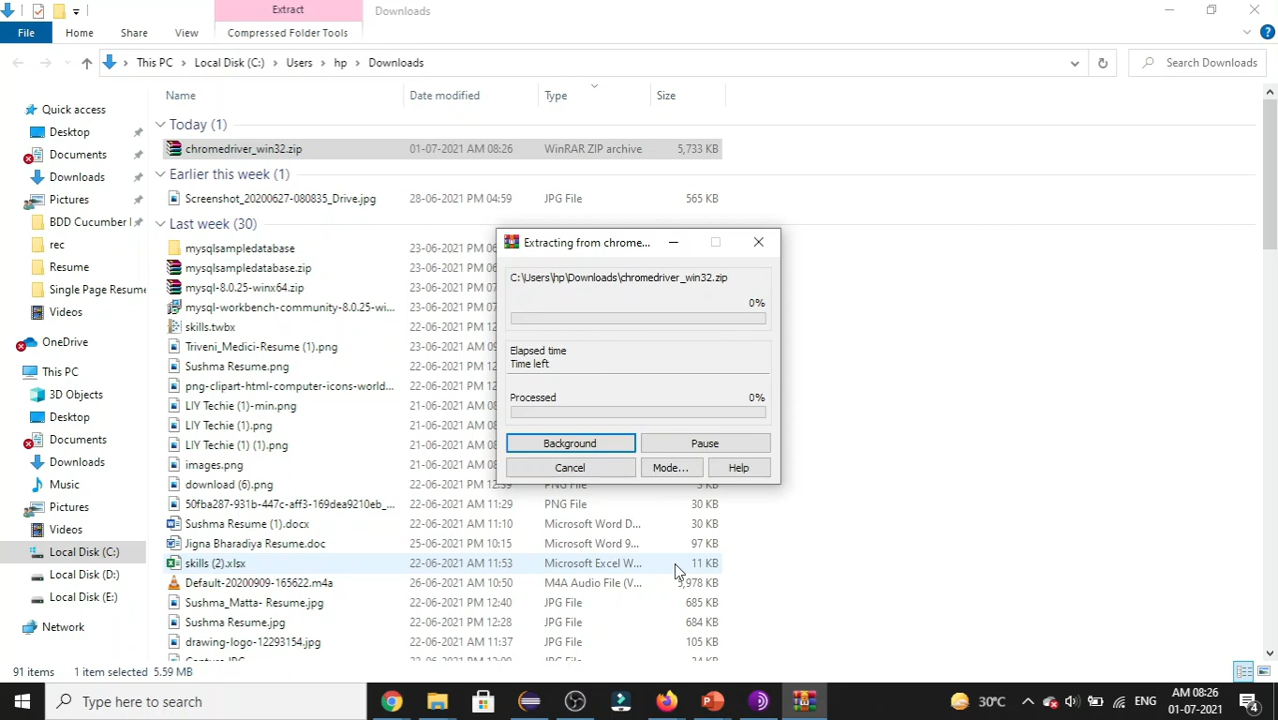 Extract
Downloads
File
Home
Share
View
Compressed Folder Tools
This PC
Local Disk (C:)
Users
hp
Downloads
Search Downloads
Name
Date modified
Type
Size
Quick access
Desktop
Documents
Downloads
Pictures
BDD Cucumber I
rec
Resume
Single Page Resume
Videos
OneDrive
This PC
3D Objects
Desktop
Documents
Downloads
Music
Pictures
Videos
Local Disk (C:)
Local Disk (D:)
Local Disk (E:)
Network
Today (1)
chromedriver_win32.zip 01-07-2021 AM 08:26 WinRAR ZIP archive 5,733 KB
Earlier this week (1)
Screenshot_20200627-080835_Drive.jpg 28-06-2021 PM 04:59 JPG File 565 KB
Last week (30)
mysqlsampledatabase 23-06-2021 PM 06
mysqlsampledatabase.zip 23-06-2021 PM 06
mysql-8.0.25-winx64.zip 23-06-2021 PM 07
mysql-workbench-community-8.0.25-wi... 23-06-2021 PM 07
skills.twbx 22-06-2021 PM 12
Triveni_Medici-Resume (1).png 23-06-2021 PM 01
Sushma Resume.png 22-06-2021 PM 12
png-clipart-html-computer-icons-world... 22-06-2021 PM 12
LIY Techie (1)-min.png 21-06-2021 AM 08
LIY Techie (1).png 21-06-2021 AM 08
LIY Techie (1) (1).png 21-06-2021 AM 08
images.png 22-06-2021 PM 12
download (6).png 22-06-2021 PM 12:39 PNG File 5 KB
50fba287-931b-447c-aff3-169dea9210eb_... 22-06-2021 AM 11:29 PNG File 30 KB
Sushma Resume (1).docx 22-06-2021 AM 11:10 Microsoft Word D... 30 KB
Jigna Bharadiya Resume.doc 22-06-2021 PM 10:15 Microsoft Word 9... 97 KB
skills (2).xlsx 22-06-2021 AM 11:53 Microsoft Excel W... 11 KB
Default-20200909-165622.m4a 26-06-2021 AM 10:50 M4A Audio File (V... 5,978 KB
Sushma_Matta- Resume.jpg 22-06-2021 PM 12:40 JPG File 685 KB
Sushma Resume.jpg 22-06-2021 PM 12:28 JPG File 684 KB
drawing-logo-12293154.jpg 22-06-2021 AM 11:37 JPG File 105 KB
Extracting from chrome...
C:\Users\hp\Downloads\chromedriver_win32.zip
0%
Elapsed time
Time left
Processed 0%
Background
Pause
Cancel
Mode...
Help
91 items
1 item selected 5.59 MB
Type here to search
30°C
ENG
AM 08:26
01-07-2021
4